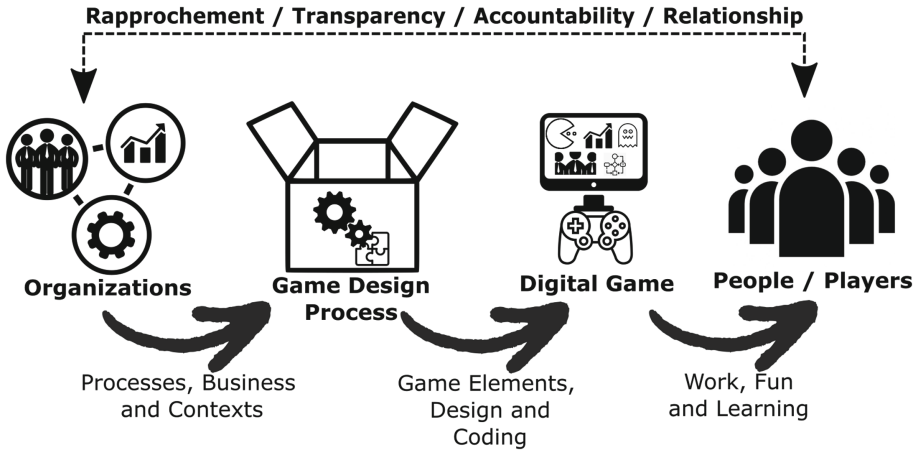 Rapprochement / Transparency / Accountability / Relationship
Organizations
Game Design
Process
Digital Game
People / Players
Processes, Business
and Contexts
Game Elements,
Design and
Coding
Work, Fun
and Learning